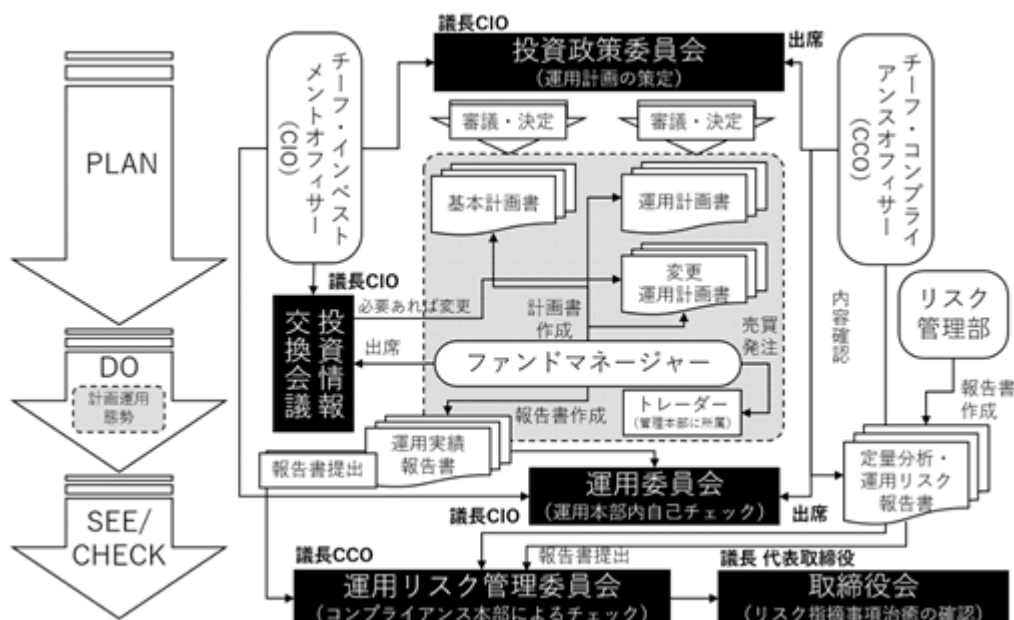 議長CIO
投資政策委員会
(運用計画の策定)
出席
チーフ・インベスト
メントオフィサー
(CIO)
チーフ・コンプライ
アンスオフィサー
(CCO)
PLAN
審議・決定
審議・決定
基本計画書
運用計画書
変更
運用計画書
議長CIO
必要あれば変更
計画書
作成
売買
発注
内容確認
リスク
管理部
投資情報
交換会議
出席
ファンドマネージャー
DO
計画運用
態勢
報告書作成
トレーダー
(管理本部に所属)
報告書
作成
運用実績
報告書
報告書提出
定量分析・
運用リスク
報告書
運用委員会
(運用本部内自己チェック)
議長CIO
出席
SEE/
CHECK
議長CCO
報告書提出
議長 代表取締役
運用リスク管理委員会
(コンプライアンス本部によるチェック)
取締役会
(リスク指摘事項治癒の確認)